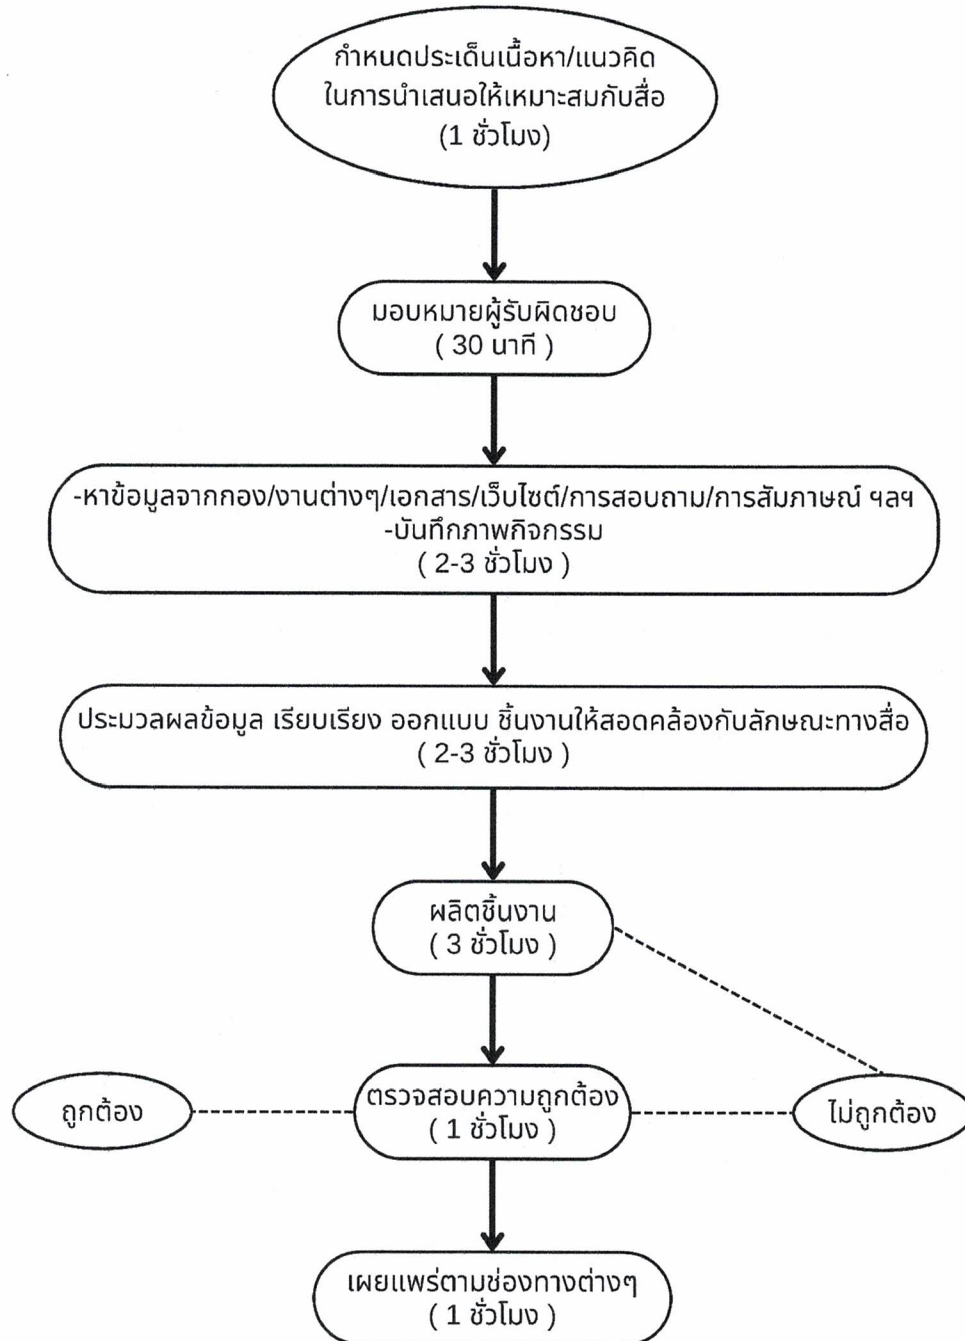 กำหนดประเด็นเนื้อหา/แนวคิด
ในการนำเสนอให้เหมาะสมกับสื่อ
(1 ชั่วโมง)
มอบหมายผู้รับผิดชอบ
( 30 นาที )
-หาข้อมูลจากกอง/งานต่างๆ/เอกสาร/เว็บไซต์/การสอบถาม/การสัมภาษณ์ ฯลฯ
-บันทึกภาพกิจกรรม
( 2-3 ชั่วโมง )
ประมวลผลข้อมูล เรียบเรียง ออกแบบ ชิ้นงานให้สอดคล้องกับลักษณะทางสื่อ
( 2-3 ชั่วโมง )
ผลิตชิ้นงาน
( 3 ชั่วโมง )
ถูกต้อง
ตรวจสอบความถูกต้อง
( 1 ชั่วโมง )
ไม่ถูกต้อง
เผยแพร่ตามช่องทางต่างๆ
( 1 ชั่วโมง )